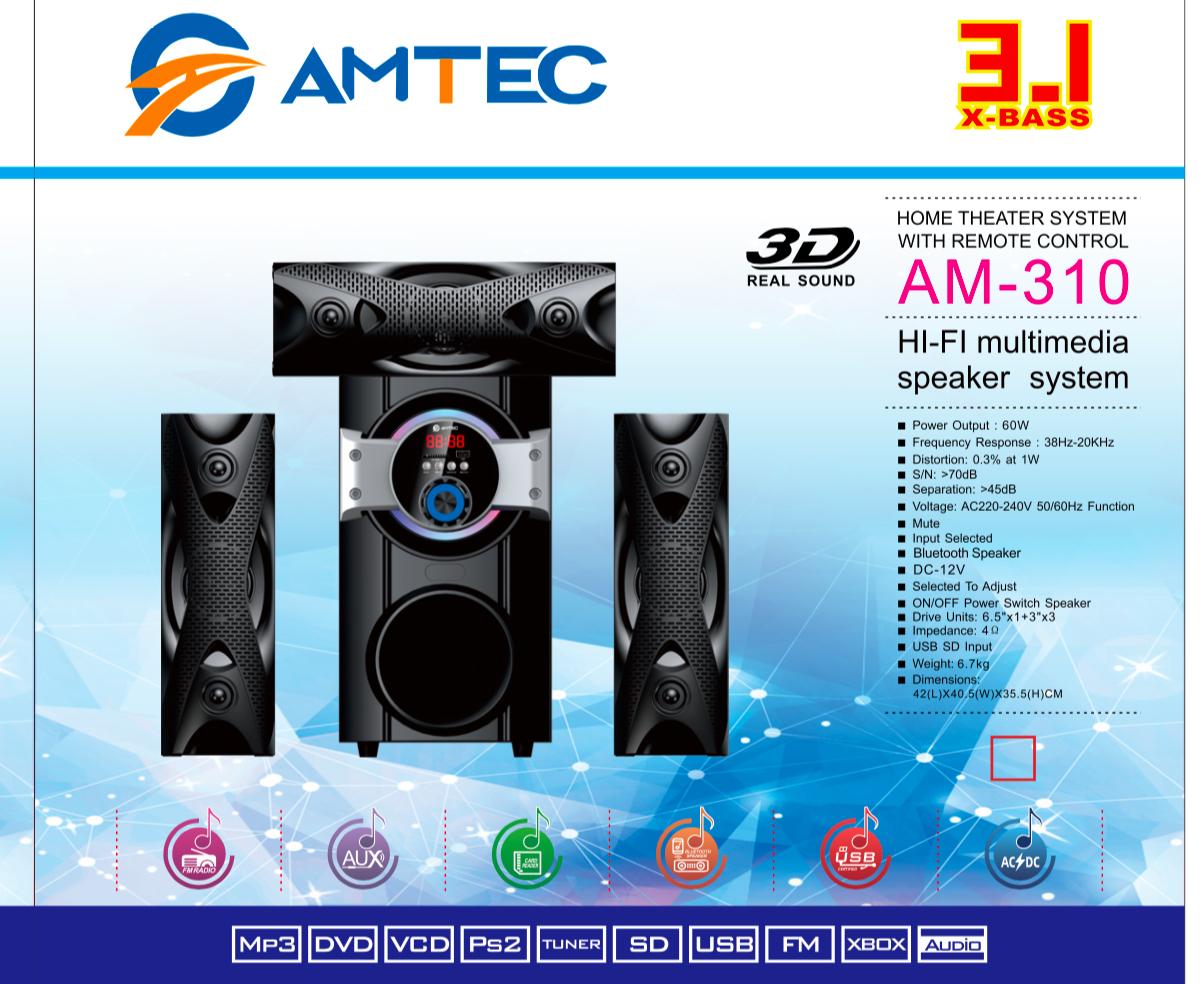 AMTEC
3.1
X-BASS
3D
REAL SOUND
HOME THEATER SYSTEM
WITH REMOTE CONTROL
AM-310
HI-FI multimedia
speaker system
■ Power Output : 60W
■ Frequency Response : 38Hz-20KHz
■ Distortion: 0.3% at 1W
■ S/N: >70dB
■ Separation: >45dB
■ Voltage: AC220-240V 50/60Hz Function
■ Mute
■ Input Selected
■ Bluetooth Speaker
■ DC-12V
■ Selected To Adjust
■ ON/OFF Power Switch Speaker
■ Drive Units: 6.5"x1+3"x3
■ Impedance: 4Ω
■ USB SD Input
■ Weight: 6.7kg
■ Dimensions:
42(L)X40.5(W)X35.5(H)CM
AMTEC
88:88
FM RADIO
AUX
CARD
READER
BLUETOOTH
SPEAKER
USB
CERTIFIED
AC DC
MP3 DVD VCD PS2 TUNER SD USB FM XBOX AUDIO